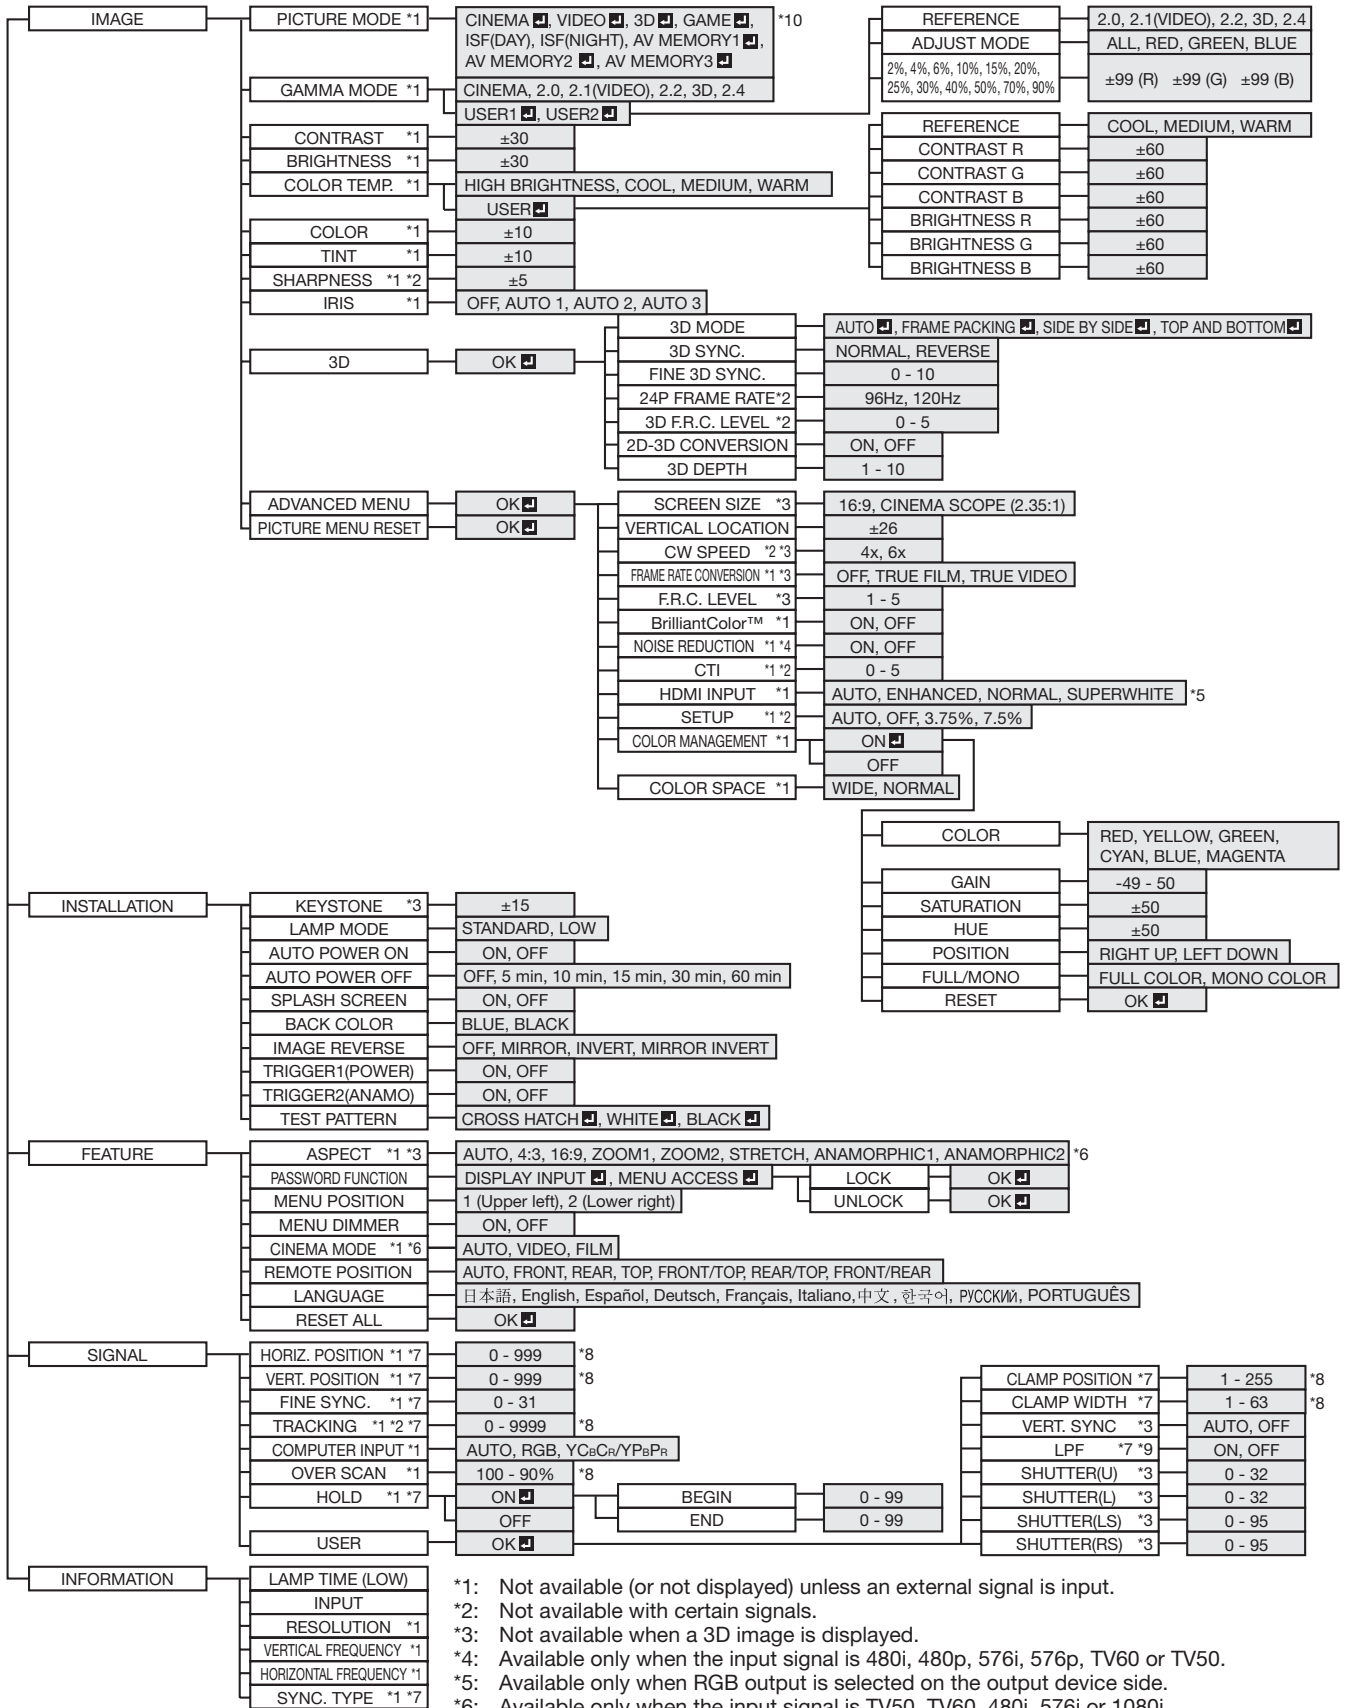 IMAGE
PICTURE MODE *1
CINEMA, VIDEO, 3D, GAME, *10
ISF(DAY), ISF(NIGHT), AV MEMORY1,
AV MEMORY2, AV MEMORY3
GAMMA MODE *1
CINEMA, 2.0, 2.1(VIDEO), 2.2, 3D, 2.4
USER1, USER2
REFERENCE
2.0, 2.1(VIDEO), 2.2, 3D, 2.4
ADJUST MODE
ALL, RED, GREEN, BLUE
2%, 4%, 6%, 10%, 15%, 20%,
25%, 30%, 40%, 50%, 70%, 90%
±99 (R) ±99 (G) ±99 (B)
CONTRAST *1
±30
BRIGHTNESS *1
±30
COLOR TEMP. *1
HIGH BRIGHTNESS, COOL, MEDIUM, WARM
USER
REFERENCE
COOL, MEDIUM, WARM
CONTRAST R
±60
CONTRAST G
±60
CONTRAST B
±60
BRIGHTNESS R
±60
BRIGHTNESS G
±60
BRIGHTNESS B
±60
COLOR *1
±10
TINT *1
±10
SHARPNESS *1 *2
±5
IRIS *1
OFF, AUTO 1, AUTO 2, AUTO 3
3D
OK
3D MODE
AUTO, FRAME PACKING, SIDE BY SIDE, TOP AND BOTTOM
3D SYNC.
NORMAL, REVERSE
FINE 3D SYNC.
0 - 10
24P FRAME RATE*2
96Hz, 120Hz
3D F.R.C. LEVEL *2
0 - 5
2D-3D CONVERSION
ON, OFF
3D DEPTH
1 - 10
ADVANCED MENU
OK
PICTURE MENU RESET
OK
SCREEN SIZE *3
16:9, CINEMA SCOPE (2.35:1)
VERTICAL LOCATION
±26
CW SPEED *2 *3
4x, 6x
FRAME RATE CONVERSION *1 *3
OFF, TRUE FILM, TRUE VIDEO
F.R.C. LEVEL *3
1 - 5
BrilliantColor™ *1
ON, OFF
NOISE REDUCTION *1 *4
ON, OFF
CTI *1 *2
0 - 5
HDMI INPUT *1
AUTO, ENHANCED, NORMAL, SUPERWHITE *5
SETUP *1 *2
AUTO, OFF, 3.75%, 7.5%
COLOR MANAGEMENT *1
ON
OFF
COLOR SPACE *1
WIDE, NORMAL
COLOR
RED, YELLOW, GREEN,
CYAN, BLUE, MAGENTA
GAIN
-49 - 50
SATURATION
±50
HUE
±50
POSITION
RIGHT UP, LEFT DOWN
FULL/MONO
FULL COLOR, MONO COLOR
RESET
OK
INSTALLATION
KEYSTONE *3
±15
LAMP MODE
STANDARD, LOW
AUTO POWER ON
ON, OFF
AUTO POWER OFF
OFF, 5 min, 10 min, 15 min, 30 min, 60 min
SPLASH SCREEN
ON, OFF
BACK COLOR
BLUE, BLACK
IMAGE REVERSE
OFF, MIRROR, INVERT, MIRROR INVERT
TRIGGER1(POWER)
ON, OFF
TRIGGER2(ANAMO)
ON, OFF
TEST PATTERN
CROSS HATCH, WHITE, BLACK
FEATURE
ASPECT *1 *3
AUTO, 4:3, 16:9, ZOOM1, ZOOM2, STRETCH, ANAMORPHIC1, ANAMORPHIC2 *6
PASSWORD FUNCTION
DISPLAY INPUT, MENU ACCESS
LOCK
OK
UNLOCK
OK
MENU POSITION
1 (Upper left), 2 (Lower right)
MENU DIMMER
ON, OFF
CINEMA MODE *1 *6
AUTO, VIDEO, FILM
REMOTE POSITION
AUTO, FRONT, REAR, TOP, FRONT/TOP, REAR/TOP, FRONT/REAR
LANGUAGE
日本語, English, Español, Deutsch, Français, Italiano, 中文, 한국어, РУССКИЙ, PORTUGUÊS
RESET ALL
OK
SIGNAL
HORIZ. POSITION *1 *7
0 - 999 *8
VERT. POSITION *1 *7
0 - 999 *8
FINE SYNC. *1 *7
0 - 31
TRACKING *1 *2 *7
0 - 9999 *8
COMPUTER INPUT *1
AUTO, RGB, YCBCR/YPBPR
OVER SCAN *1
100 - 90% *8
HOLD *1 *7
ON
OFF
BEGIN
0 - 99
END
0 - 99
USER
OK
CLAMP POSITION *7
1 - 255 *8
CLAMP WIDTH *7
1 - 63 *8
VERT. SYNC *3
AUTO, OFF
LPF *7 *9
ON, OFF
SHUTTER(U) *3
0 - 32
SHUTTER(L) *3
0 - 32
SHUTTER(LS) *3
0 - 95
SHUTTER(RS) *3
0 - 95
INFORMATION
LAMP TIME (LOW)
INPUT
RESOLUTION *1
VERTICAL FREQUENCY *1
HORIZONTAL FREQUENCY *1
SYNC. TYPE *1 *7
*1: Not available (or not displayed) unless an external signal is input.
*2: Not available with certain signals.
*3: Not available when a 3D image is displayed.
*4: Available only when the input signal is 480i, 480p, 576i, 576p, TV60 or TV50.
*5: Available only when RGB output is selected on the output device side.
*6: Available only when the input signal is TV50, TV60, 480i, 576i or 1080i.